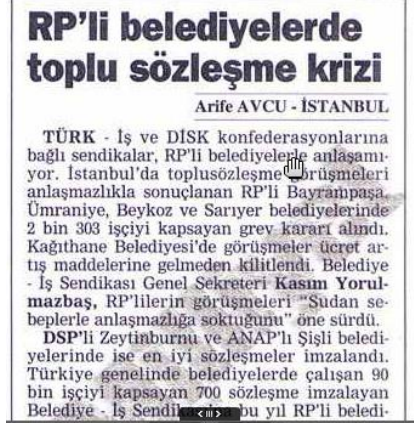 RP'li belediyelerde
toplu sözleşme krizi
Arife AVCU - İSTANBUL
TÜRK - İş ve DİSK konfederasyonlarına
bağlı sendikalar, RP'li belediyelerle anlaşamı-
yor. İstanbul'da toplusözleşme görüşmeleri
anlaşmazlıkla sonuçlanan RP'li Bayrampaşa,
Ümraniye, Beykoz ve Sarıyer belediyelerinde
2 bin 303 işçiyi kapsayan grev kararı alındı.
Kağıthane Belediyesi'de görüşmeler ücret ar-
tış maddelerine gelmeden kilitlendi. Belediye
- İş Sendikası Genel Sekreteri Kasım Yorul-
mazbaş, RP'lilerin görüşmeleri "Sudan se-
beplerle anlaşmazlığa soktuğunu" öne sürdü.
DSP'li Zeytinburnu ve ANAP'lı Şişli beledi-
yelerinde ise en iyi sözleşmeler imzalandı.
Türkiye genelinde belediyelerde çalışan 90
bin işçiyi kapsayan 700 sözleşme imzalayan
Belediye - İş bu yıl RP'li beledi-